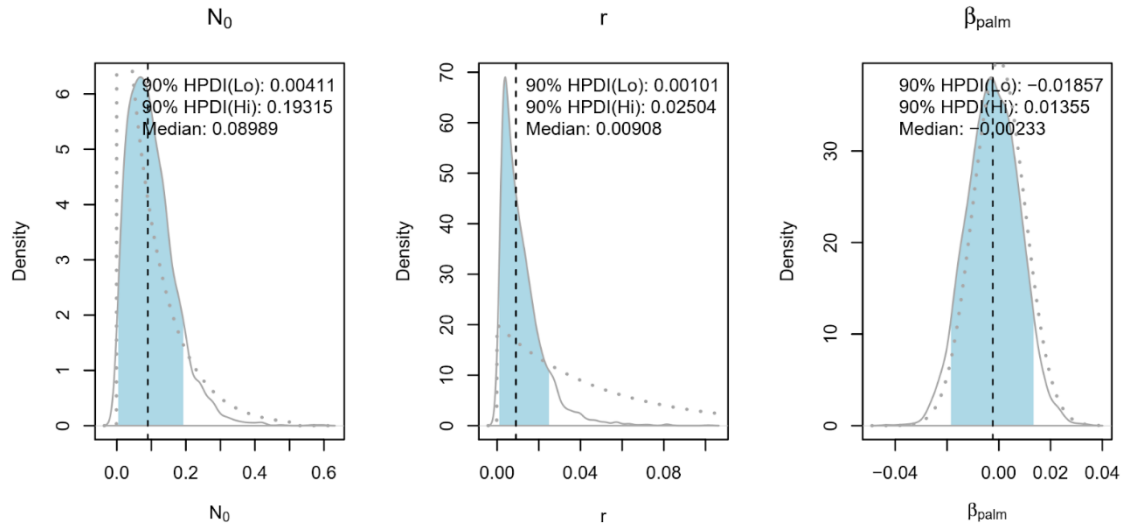 N₀
90% HPDI(Lo): 0.00411
90% HPDI(Hi): 0.19315
Median: 0.08989
Density
0
1
2
3
4
5
6
0.0
0.2
0.4
0.6
N₀
r
90% HPDI(Lo): 0.00101
90% HPDI(Hi): 0.02504
Median: 0.00908
Density
0
10
20
30
40
50
60
70
0.00
0.04
0.08
r
βpalm
90% HPDI(Lo): −0.01857
90% HPDI(Hi): 0.01355
Median: −0.00233
Density
0
10
20
30
−0.04
0.00
0.02
0.04
βpalm